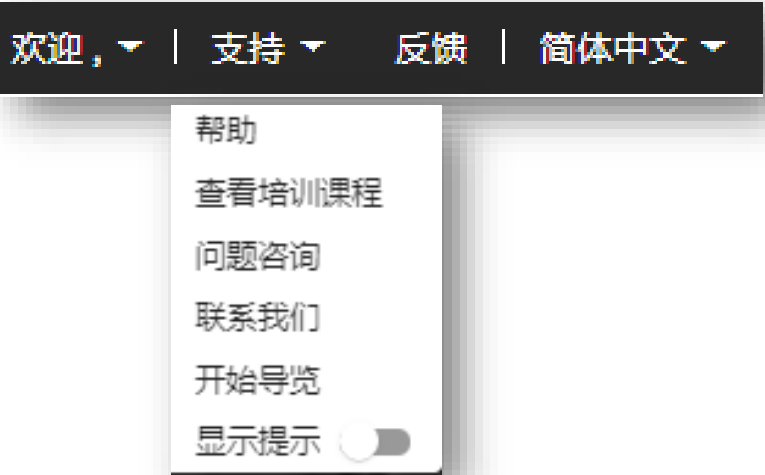 欢迎, | 支持 反馈 | 简体中文
帮助
查看培训课程
问题咨询
联系我们
开始导览
显示提示